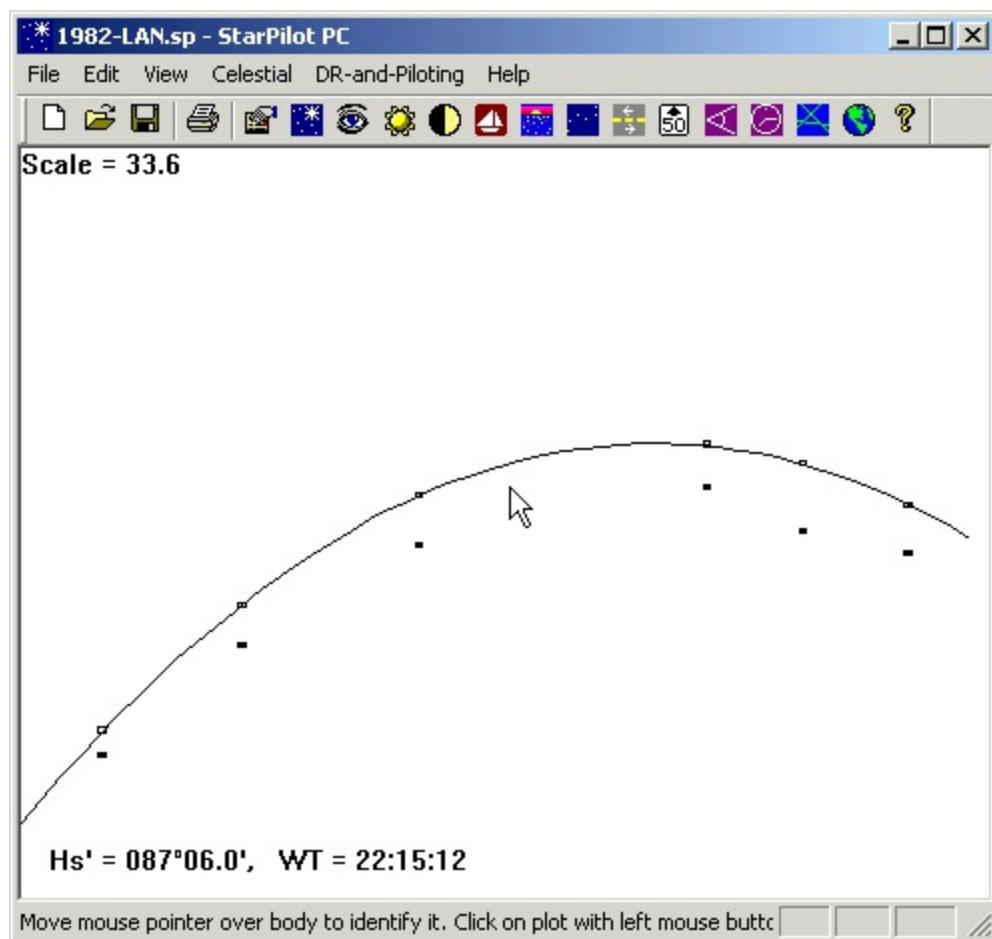 1982-LAN.sp - StarPilot PC
File Edit View Celestial DR-and-Piloting Help
50 ?
Scale = 33.6
Hs' = 087°06.0', WT = 22:15:12
Move mouse pointer over body to identify it. Click on plot with left mouse butto